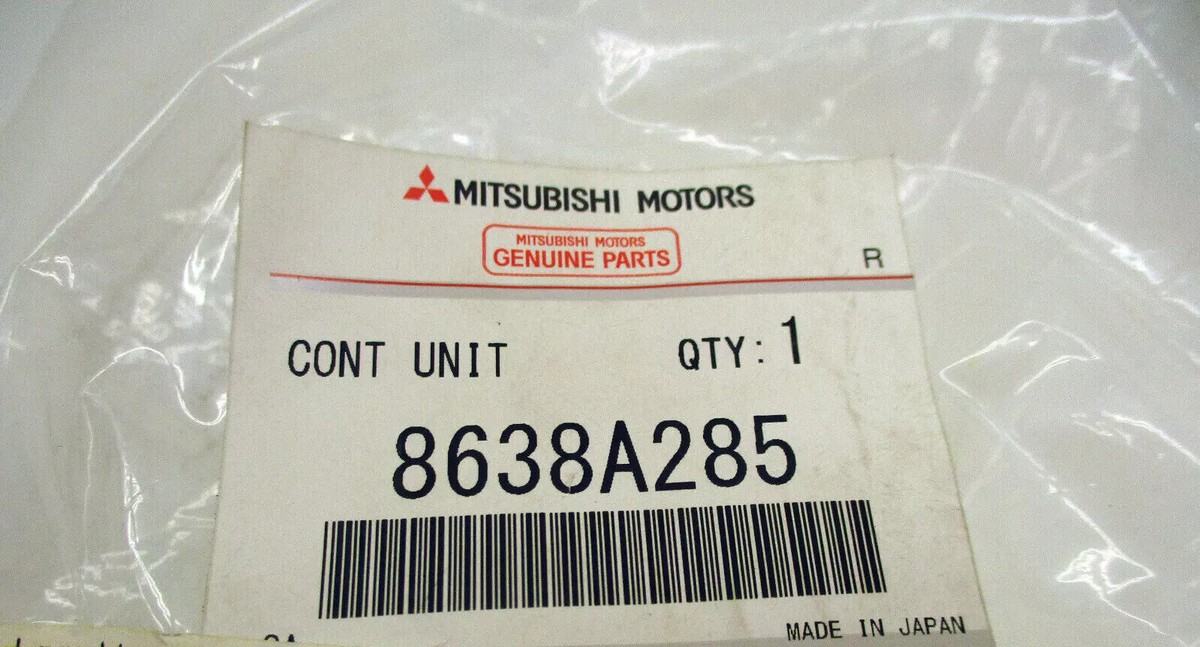 MITSUBISHI MOTORS
MITSUBISHI MOTORS
GENUINE PARTS
R
CONT UNIT QTY: 1
8638A285
MADE IN JAPAN